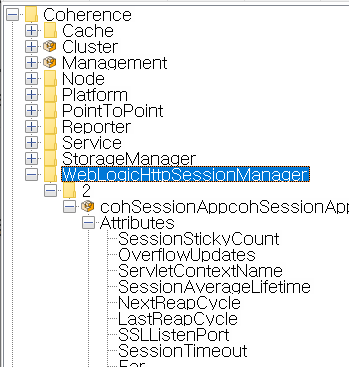 Coherence
Cache
Cluster
Management
Node
Platform
PointToPoint
Reporter
Service
StorageManager
WebLogicHttpSessionManager
2
cohSessionAppcohSessionApp
Attributes
SessionStickyCount
OverflowUpdates
ServletContextName
SessionAverageLifetime
NextReapCycle
LastReapCycle
SSLListenPort
SessionTimeout